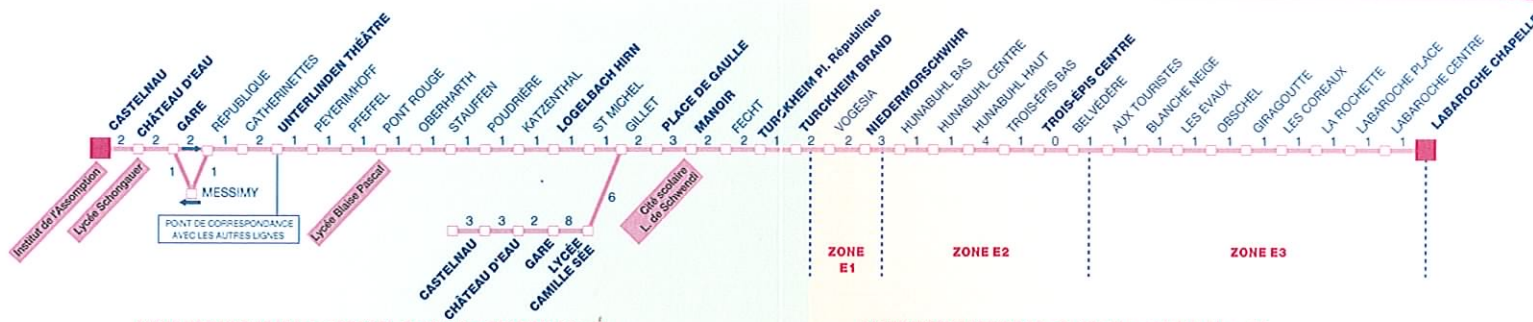 CASTELNAU
CHÂTEAU D'EAU
GARE
RÉPUBLIQUE
CATHERINETTES
UNTERLINDEN THÉÂTRE
PEYERIMHOFF
PFEFFEL
PONT ROUGE
OBERHARTH
STAUFFEN
POUDRIÈRE
KATZENTHAL
LOGELBACH HIRN
ST MICHEL
GILLET
PLACE DE GAULLE
MANOIR
FECHT
TURCKHEIM Pl. République
TURCKHEIM BRAND
VOGESIA
NIEDERMORSCHWIHR
HUNABUHL BAS
HUNABUHL CENTRE
HUNABUHL HAUT
TROIS-ÉPIS BAS
TROIS-ÉPIS CENTRE
BELVÉDÈRE
AUX TOURISTES
BLANCHE NEIGE
LES ÉVAUX
OBSCHEL
GIRAGOUTTE
LES COREAUX
LA ROCHETTE
LABAROCHE PLACE
LABAROCHE CENTRE
LABAROCHE CHAPELLE
2 2 2 1 2 1 1 1 1 1 1 1 1 1 1 2 3 2 2 1 2 2 3 1 1 4 1 0 1 1 1 1 1 1 1 1 1 1
1 1
MESSIMY
Institut de l'Assomption
Lycée Schongauer
POINT DE CORRESPONDANCE
AVEC LES AUTRES LIGNES
Lycée Blaise Pascal
Cité scolaire
L. de Schwendi
6
3 3 2 8
CASTELNAU
CHÂTEAU D'EAU
GARE
LYCÉE
CAMILLE SÉE
ZONE
E1
ZONE E2
ZONE E3